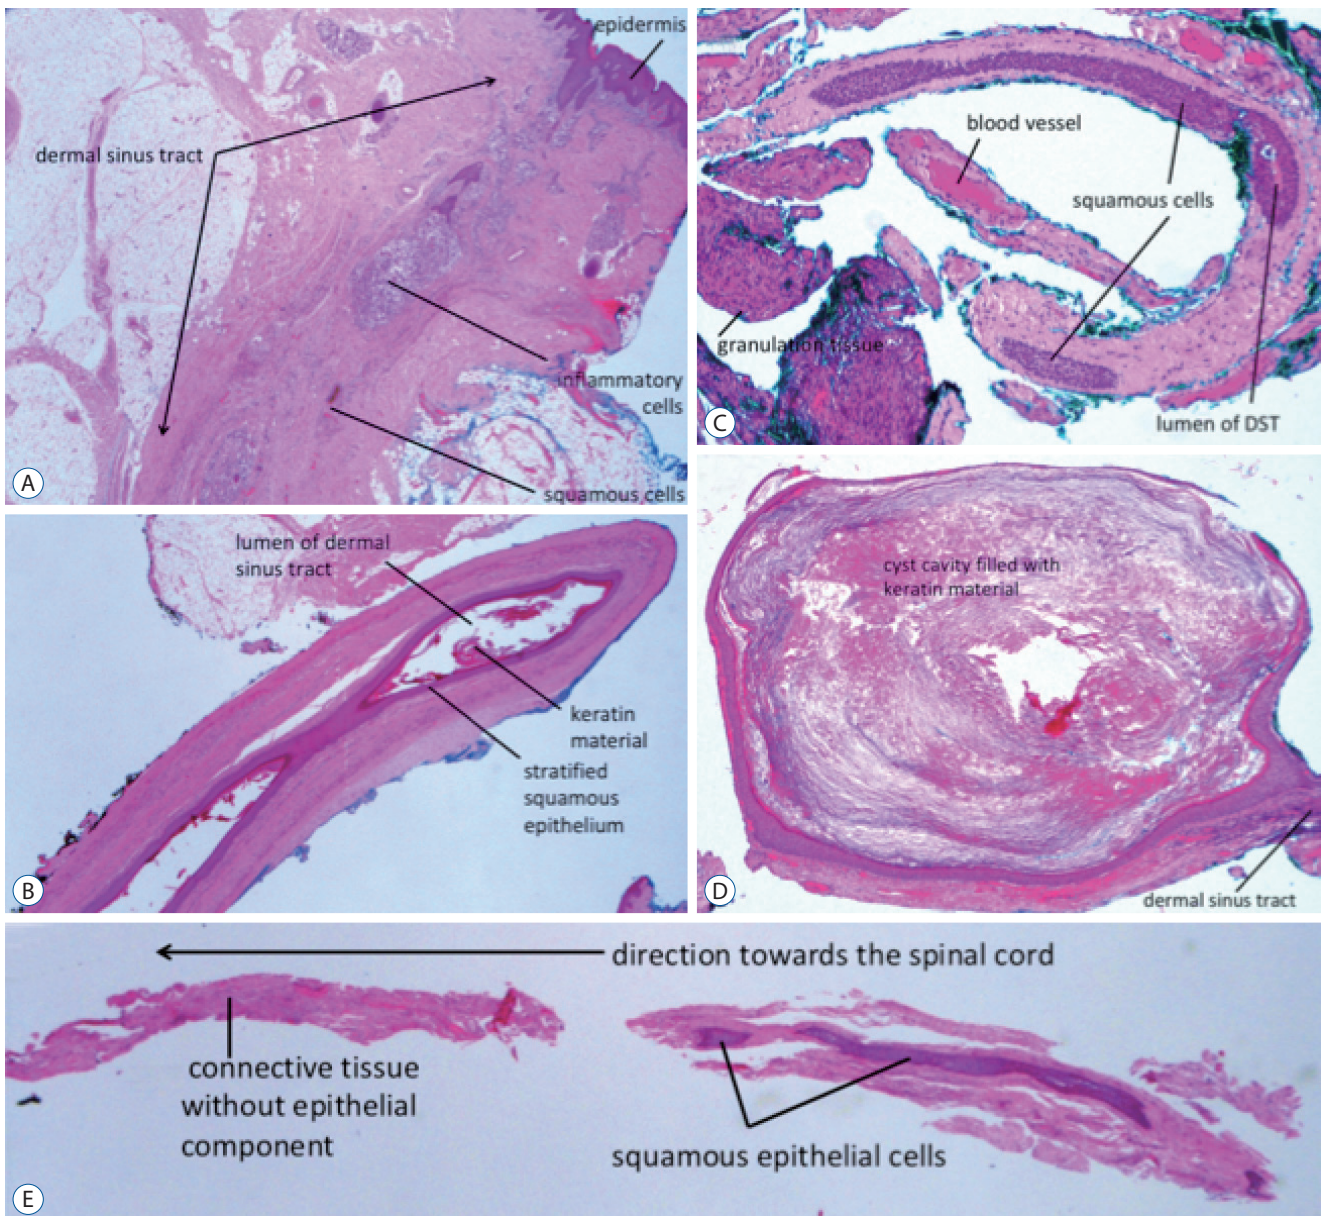 epidermis
dermal sinus tract
inflammatory
cells
squamous cells
A
lumen of dermal
sinus tract
keratin
material
stratified
squamous
epithelium
B
blood vessel
squamous cells
granulation tissue
lumen of DST
C
cyst cavity filled with
keratin material
dermal sinus tract
D
direction towards the spinal cord
connective tissue
without epithelial
component
squamous epithelial cells
E